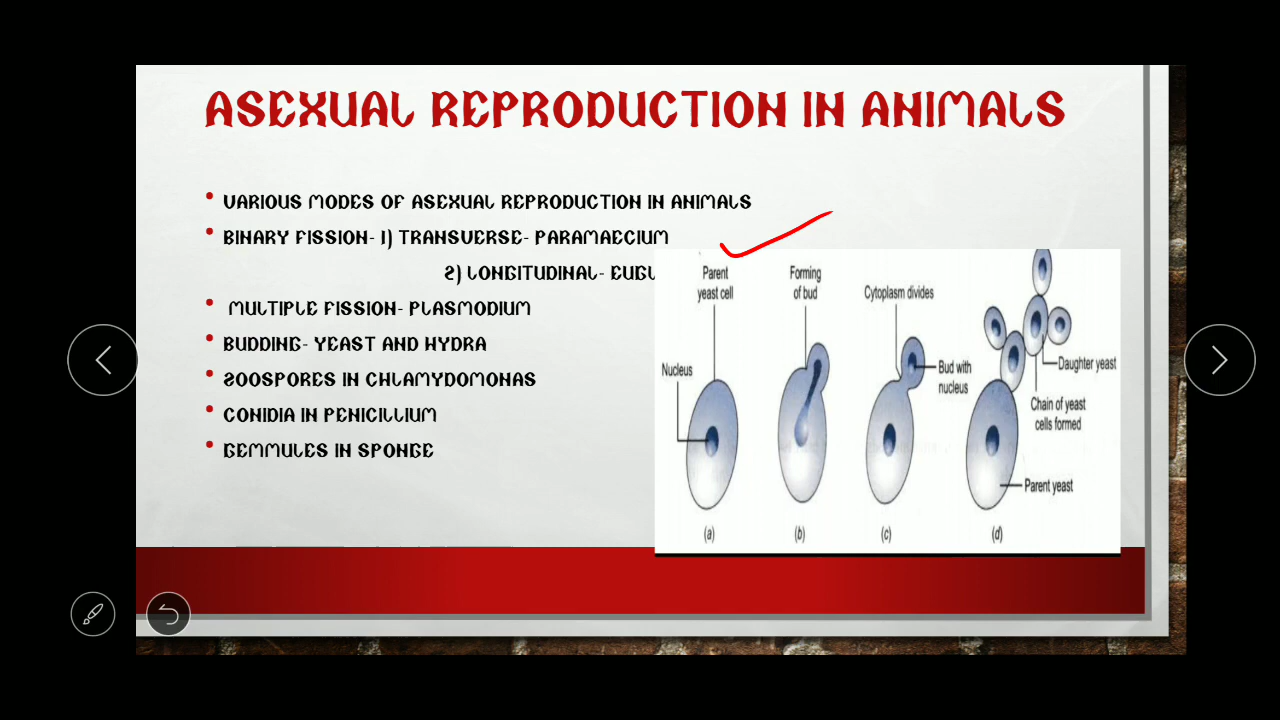 ASEXUAL REPRODUCTION IN ANIMALS
• VARIOUS MODES OF ASEXUAL REPRODUCTION IN ANIMALS
• BINARY FISSION- 1) TRANSVERSE- PARAMAECIUM
2) LONGITUDINAL-
• MULTIPLE FISSION- PLASMODIUM
• BUDDING- YEAST AND HYDRA
• ZOOSPORES IN CHLAMYDOMONAS
• CONIDIA IN PENICILLIUM
• GEMMULES IN SPONGE
Parent
yeast cell
Forming
of bud
Cytoplasm divides
Nucleus
Bud with
nucleus
Daughter yeast
Chain of yeast
cells formed
Parent yeast
(a)
(b)
(c)
(d)